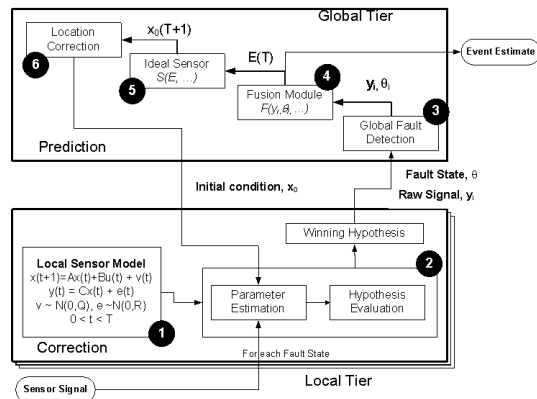 Global Tier
Location
Correction
6
x₀(T+1)
Ideal Sensor
S(E, ...)
5
E(T)
4
Fusion Module
F(yᵢ,θᵢ, ...)
yᵢ, θᵢ
3
Global Fault
Detection
Event Estimate
Prediction
Initial condition, x₀
Fault State, θ
Raw Signal, yᵢ
Winning Hypothesis
Local Sensor Model
x(t+1)=Ax(t)+Bu(t) + v(t)
y(t) = Cx(t) + e(t)
v ~ N(0,Q), e ~N(0,R)
0 < t < T
1
2
Parameter
Estimation
Hypothesis
Evaluation
Correction
For each Fault State
Local Tier
Sensor Signal